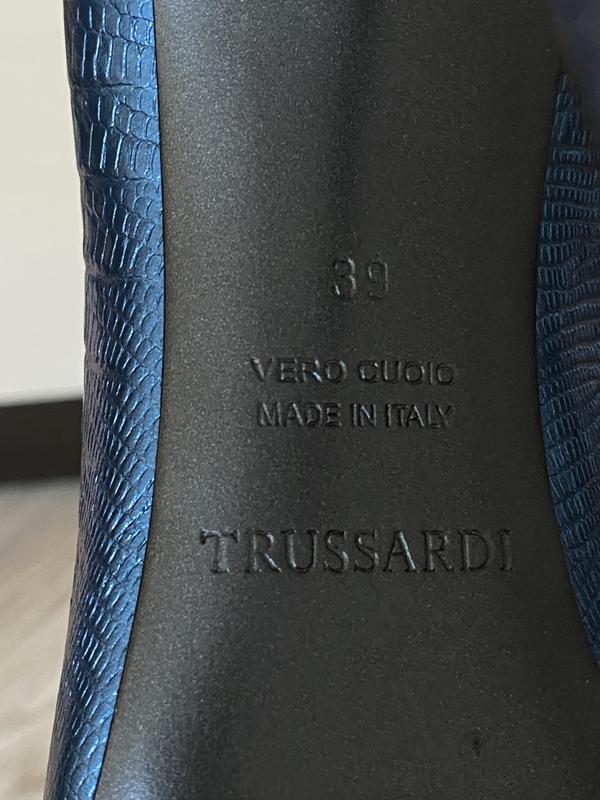 39
VERO CUOIO
MADE IN ITALY
TRUSSARDI